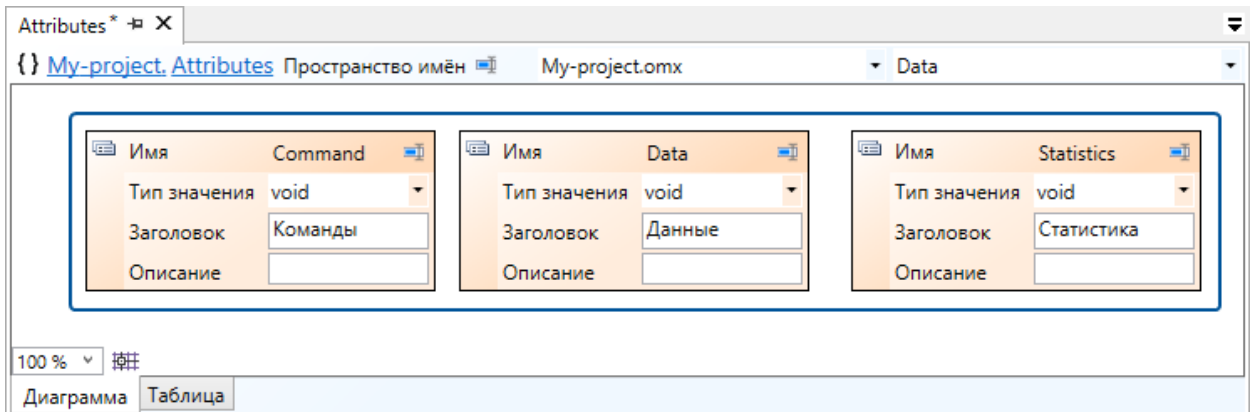 Attributes*
{} My-project. Attributes Пространство имён My-project.omx Data
Имя Command Имя Data Имя Statistics
Тип значения void Тип значения void Тип значения void
Заголовок Команды Заголовок Данные Заголовок Статистика
Описание Описание Описание
100 %
Диаграмма Таблица